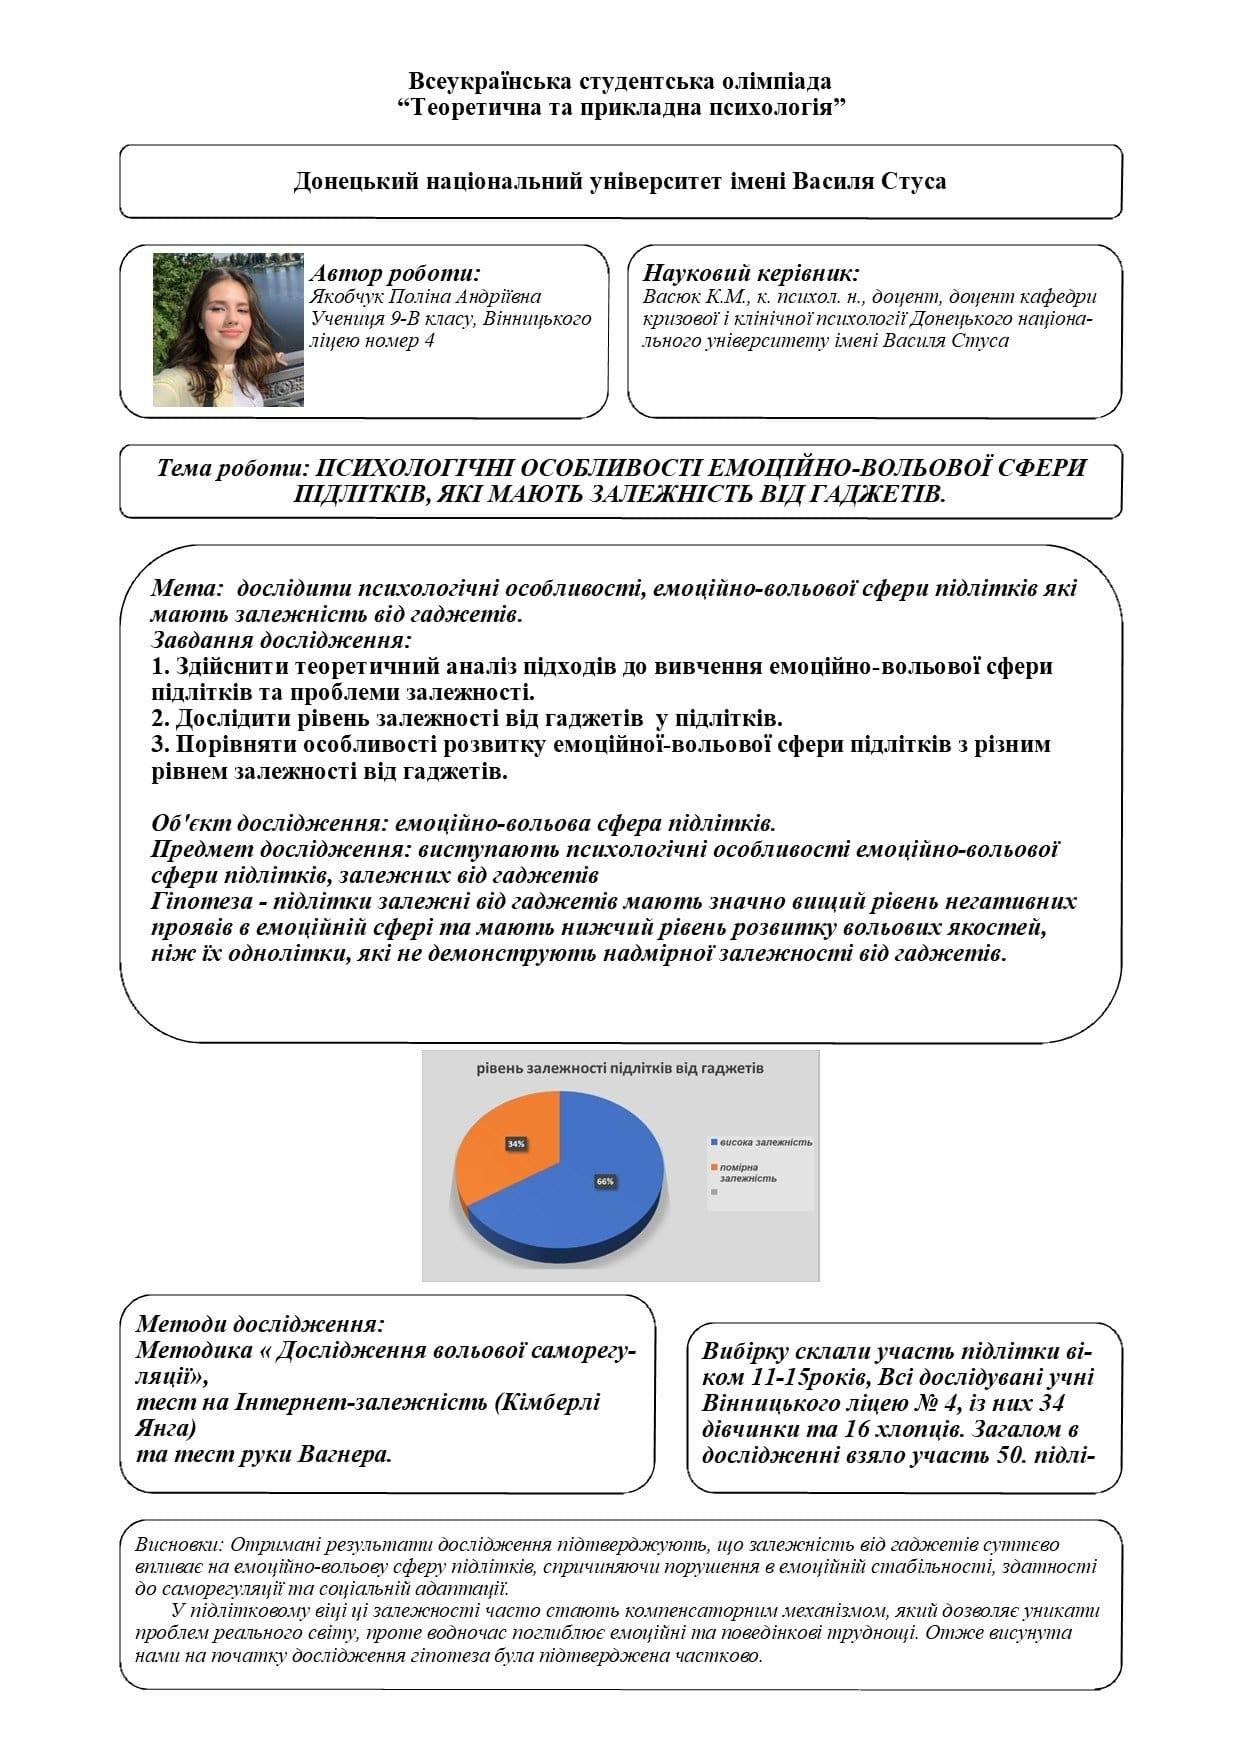 Всеукраїнська студентська олімпіада
“Теоретична та прикладна психологія”
Донецький національний університет імені Василя Стуса
Автор роботи:
Якобчук Поліна Андріївна
Учениця 9-В класу, Вінницького
ліцею номер 4
Науковий керівник:
Васюк К.М., к. психол. н., доцент, доцент кафедри
кризової і клінічної психології Донецького націона-
льного університету імені Василя Стуса
Тема роботи: ПСИХОЛОГІЧНІ ОСОБЛИВОСТІ ЕМОЦІЙНО-ВОЛЬОВОЇ СФЕРИ
ПІДЛІТКІВ, ЯКІ МАЮТЬ ЗАЛЕЖНІСТЬ ВІД ГАДЖЕТІВ.
Мета:  дослідити психологічні особливості, емоційно-вольової сфери підлітків які
мають залежність від гаджетів.
Завдання дослідження:
1. Здійснити теоретичний аналіз підходів до вивчення емоційно-вольової сфери
підлітків та проблеми залежності.
2. Дослідити рівень залежності від гаджетів  у підлітків.
3. Порівняти особливості розвитку емоційної-вольової сфери підлітків з різним
рівнем залежності від гаджетів.
Об'єкт дослідження: емоційно-вольова сфера підлітків.
Предмет дослідження: виступають психологічні особливості емоційно-вольової
сфери підлітків, залежних від гаджетів
Гіпотеза - підлітки залежні від гаджетів мають значно вищий рівень негативних
проявів в емоційній сфері та мають нижчий рівень розвитку вольових якостей,
ніж їх однолітки, які не демонструють надмірної залежності від гаджетів.
рівень залежності підлітків від гаджетів
34%
66%
висока залежність
помірна
залежність
Методи дослідження:
Методика « Дослідження вольової саморегу-
ляції»,
тест на Інтернет-залежність (Кімберлі
Янга)
та тест руки Вагнера.
Вибірку склали участь підлітки ві-
ком 11-15років, Всі досліДувані учні
Вінницького ліцею № 4, із них 34
дівчинки та 16 хлопців. Загалом в
дослідженні взяло участь 50. підлі-
Висновки: Отримані результати дослідження підтверджують, що залежність від гаджетів суттєво
впливає на емоційно-вольову сферу підлітків, спричиняючи порушення в емоційній стабільності, здатності
до саморегуляції та соціальній адаптації.
У підлітковому віці ці залежності часто стають компенсаторним механізмом, який дозволяє уникати
проблем реального світу, проте водночас поглиблює емоційні та поведінкові труднощі. Отже висунута
нами на початку дослідження гіпотеза була підтверджена частково.